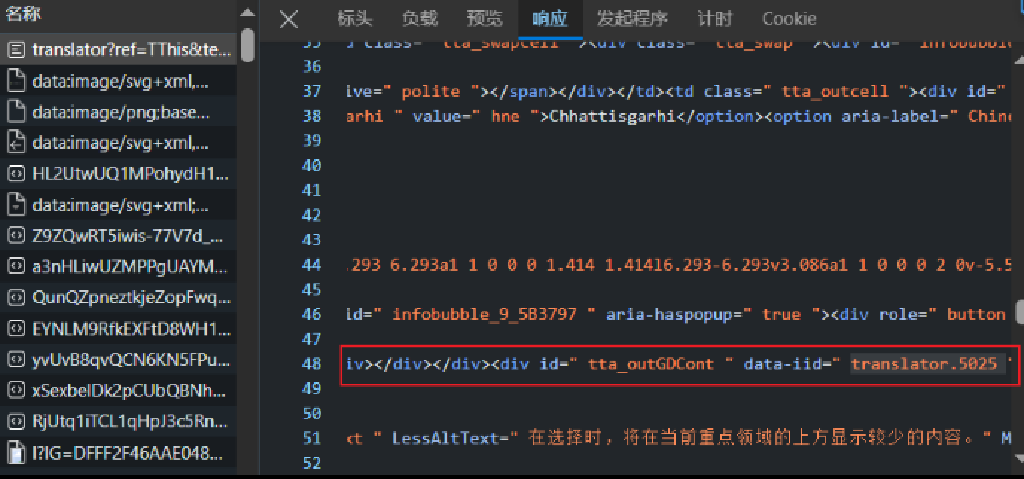 名称
translator?ref=TThis&te...
data:image/svg+xml,...
data:image/png;base...
data:image/svg+xml,...
HL2UtwUQ1MPohydH1...
data:image/svg+xml;...
Z9ZQwRT5iwis-77V7d_...
a3nHLiwUZMPPgUAYM...
QunQZpneztkjeZopFwq...
EYNLM9RfkEXFtD8WH1...
yvUvB8qvQCN6KN5FPu...
xSexbelDk2pCUbQBNh...
RjUtq1iTCL1qHpJ3c5Rn...
l?IG=DFFF2F46AAE048...
标头 负载 预览 响应 发起程序 计时 Cookie
35 class=" tta_swapcell "><div class=" tta_swap "><div id=" infobubble
36
37 ive=" polite "></span></div></td><td class=" tta_outcell "><div id="
38 arhi " value=" hne ">Chhattisgarhi</option><option aria-label=" Chine
39
40
41
42
43
44 .293 6.293a1 1 0 0 0 1.414 1.414l6.293-6.293v3.086a1 1 0 0 0 2 0v-5.5
45
46 id=" infobubble_9_5B3797 " aria-haspopup=" true "><div role=" button
47
48 iv></div></div><div id=" tta_outGDCont " data-iid=" translator.5025 "
49
50
51 ct " LessAltText=" 在选择时，将在当前重点领域的上方显示较少的内容。" M
52